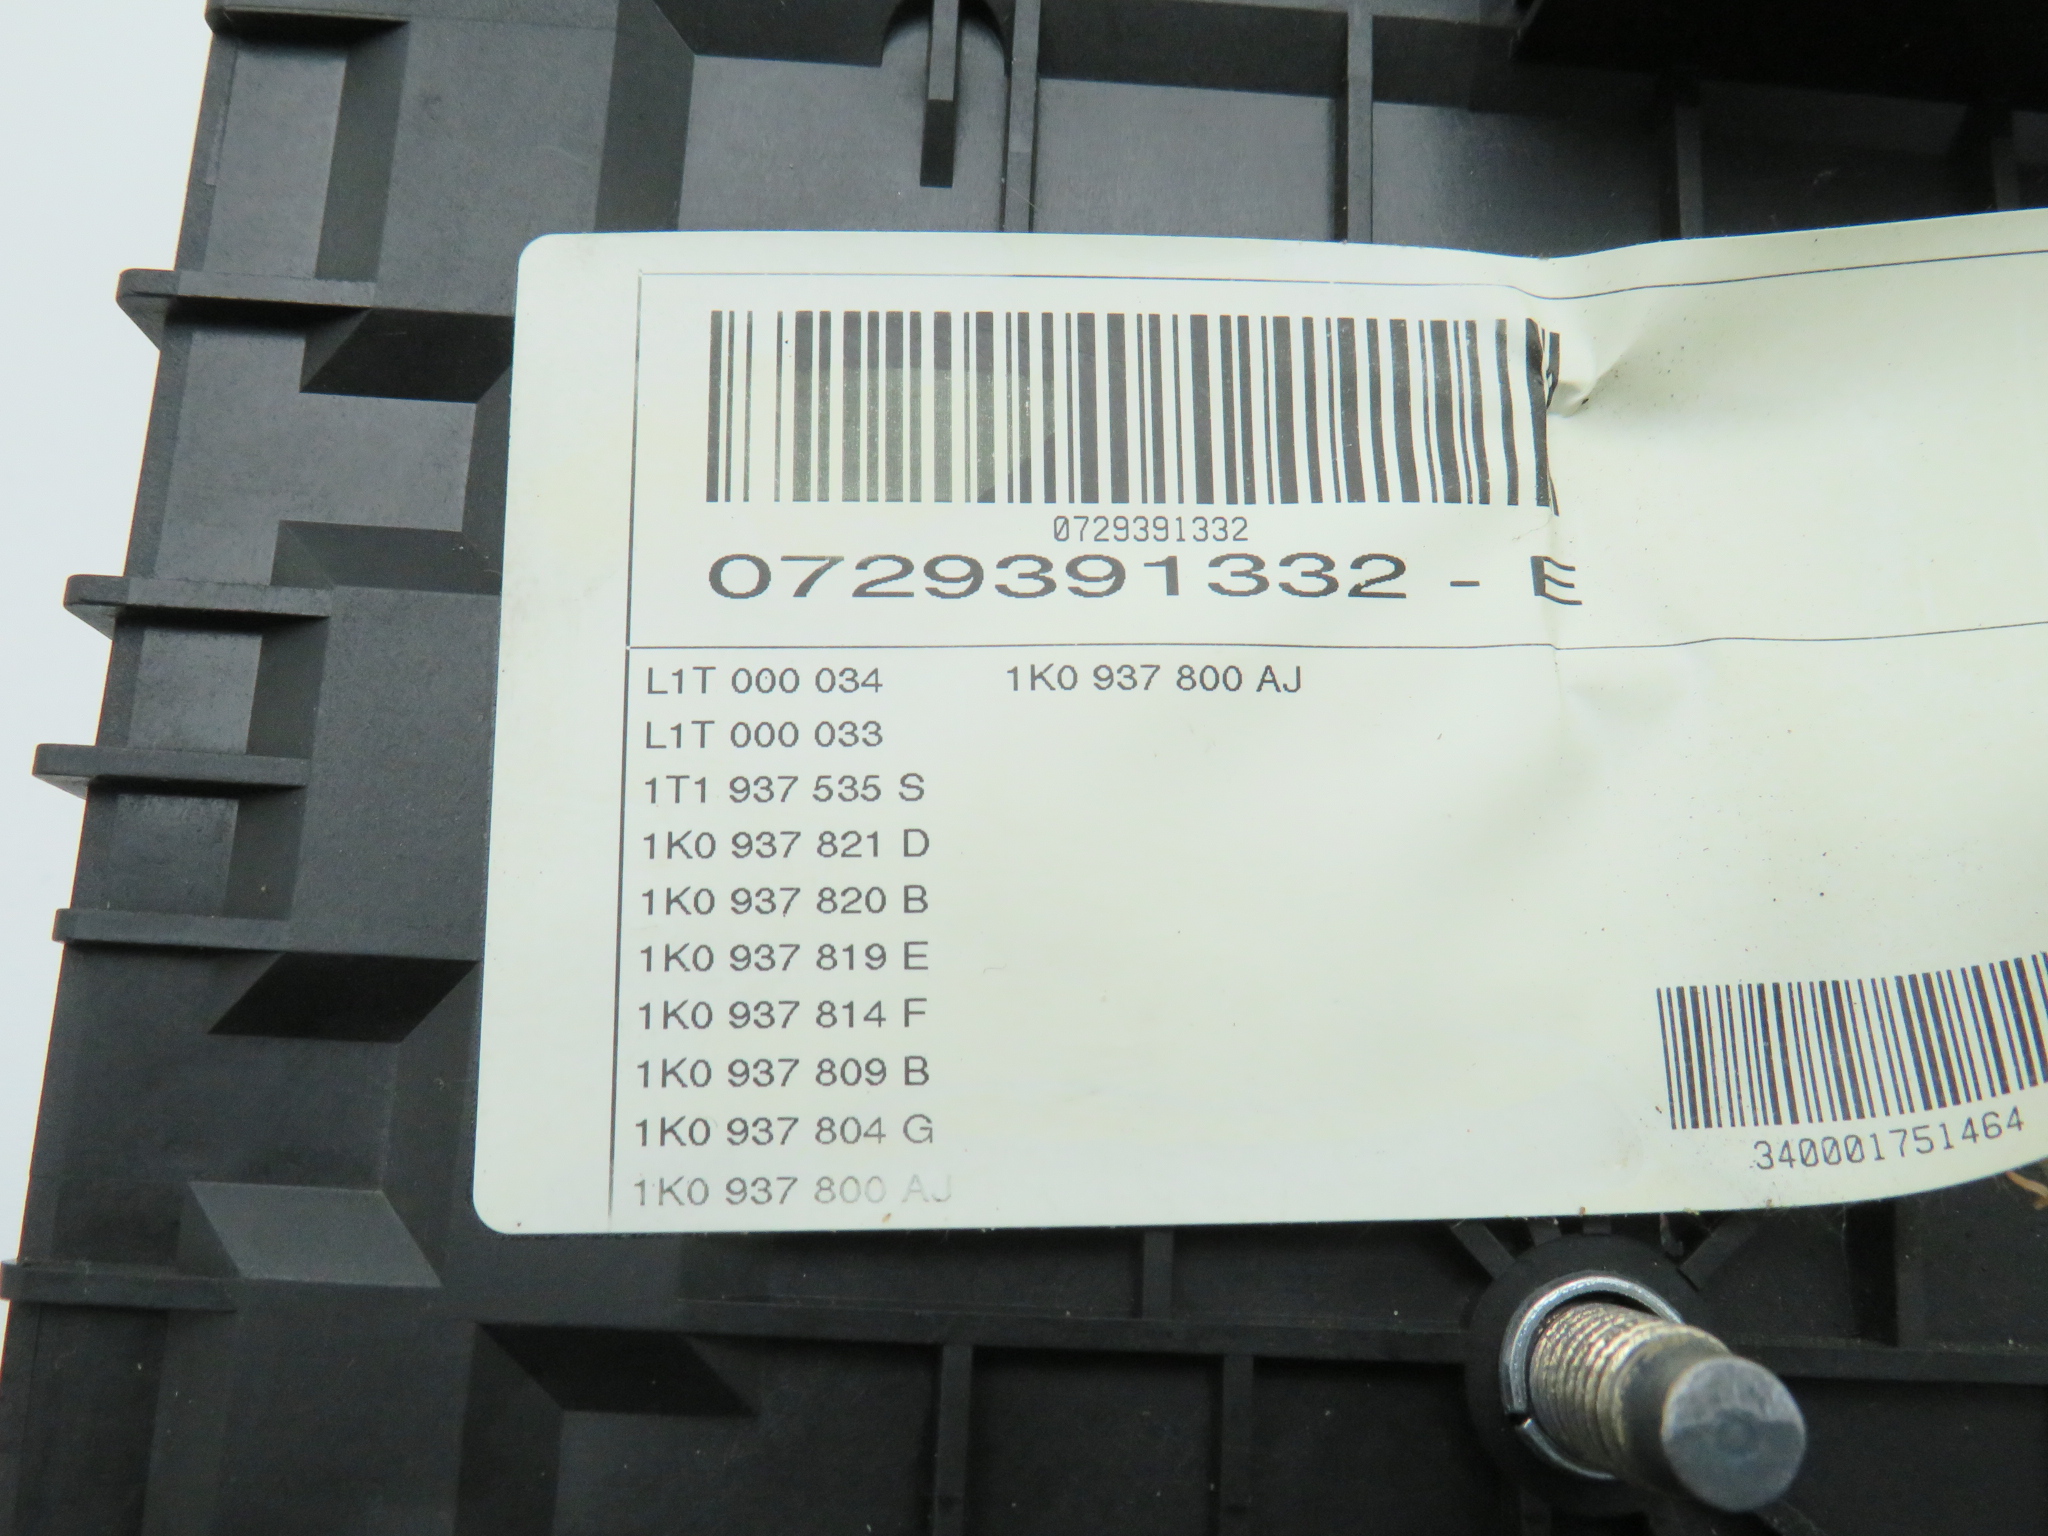 0729391332
0729391332 - E
L1T 000 034 1K0 937 800 AJ
L1T 000 033
1T1 937 535 S
1K0 937 821 D
1K0 937 820 B
1K0 937 819 E
1K0 937 814 F
1K0 937 809 B
1K0 937 804 G
1K0 937 800 AJ
340001751464